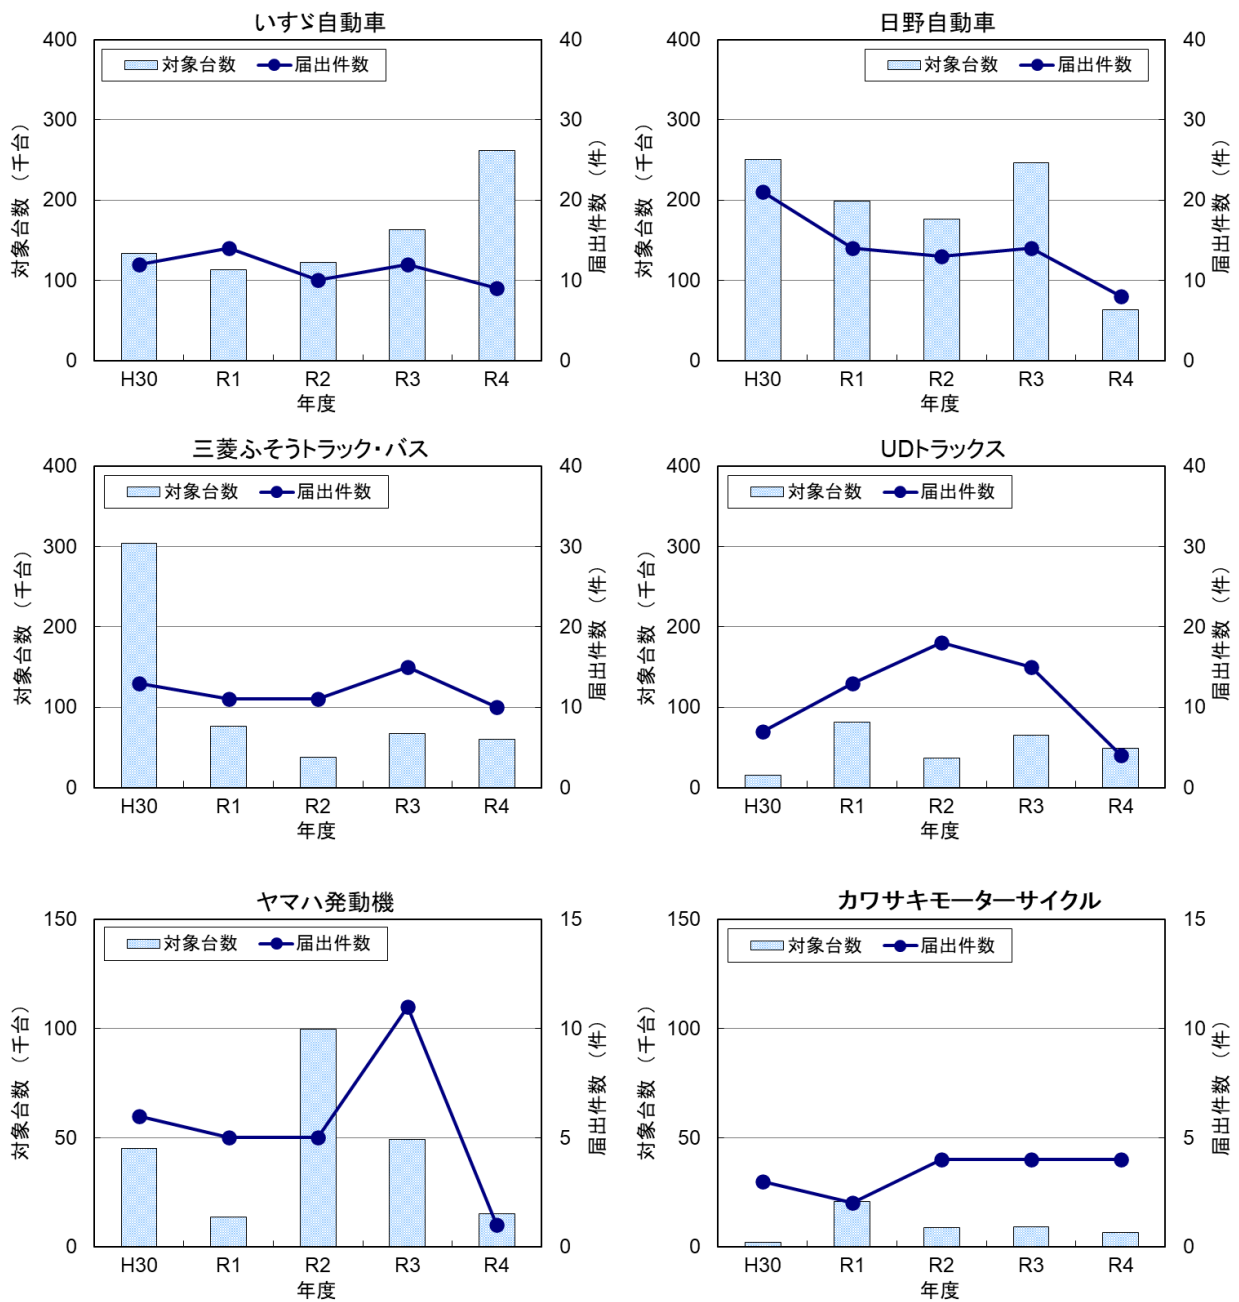 いすゞ自動車
対象台数 届出件数
400
300
200
100
0
40
30
20
10
0
対象台数（千台）
届出件数（件）
H30 R1 R2 R3 R4
年度
日野自動車
対象台数 届出件数
400
300
200
100
0
40
30
20
10
0
対象台数（千台）
届出件数（件）
H30 R1 R2 R3 R4
年度
三菱ふそうトラック・バス
対象台数 届出件数
400
300
200
100
0
40
30
20
10
0
対象台数（千台）
届出件数（件）
H30 R1 R2 R3 R4
年度
UDトラックス
対象台数 届出件数
400
300
200
100
0
40
30
20
10
0
対象台数（千台）
届出件数（件）
H30 R1 R2 R3 R4
年度
ヤマハ発動機
対象台数 届出件数
150
100
50
0
15
10
5
0
対象台数（千台）
届出件数（件）
H30 R1 R2 R3 R4
年度
カワサキモーターサイクル
対象台数 届出件数
150
100
50
0
15
10
5
0
対象台数（千台）
届出件数（件）
H30 R1 R2 R3 R4
年度